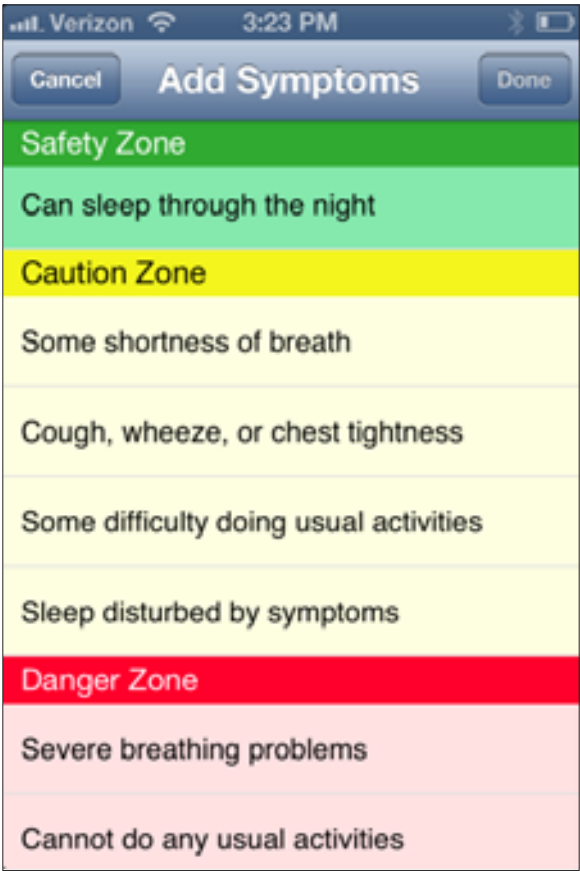 Verizon 3:23 PM
Cancel Add Symptoms Done
Safety Zone
Can sleep through the night
Caution Zone
Some shortness of breath
Cough, wheeze, or chest tightness
Some difficulty doing usual activities
Sleep disturbed by symptoms
Danger Zone
Severe breathing problems
Cannot do any usual activities